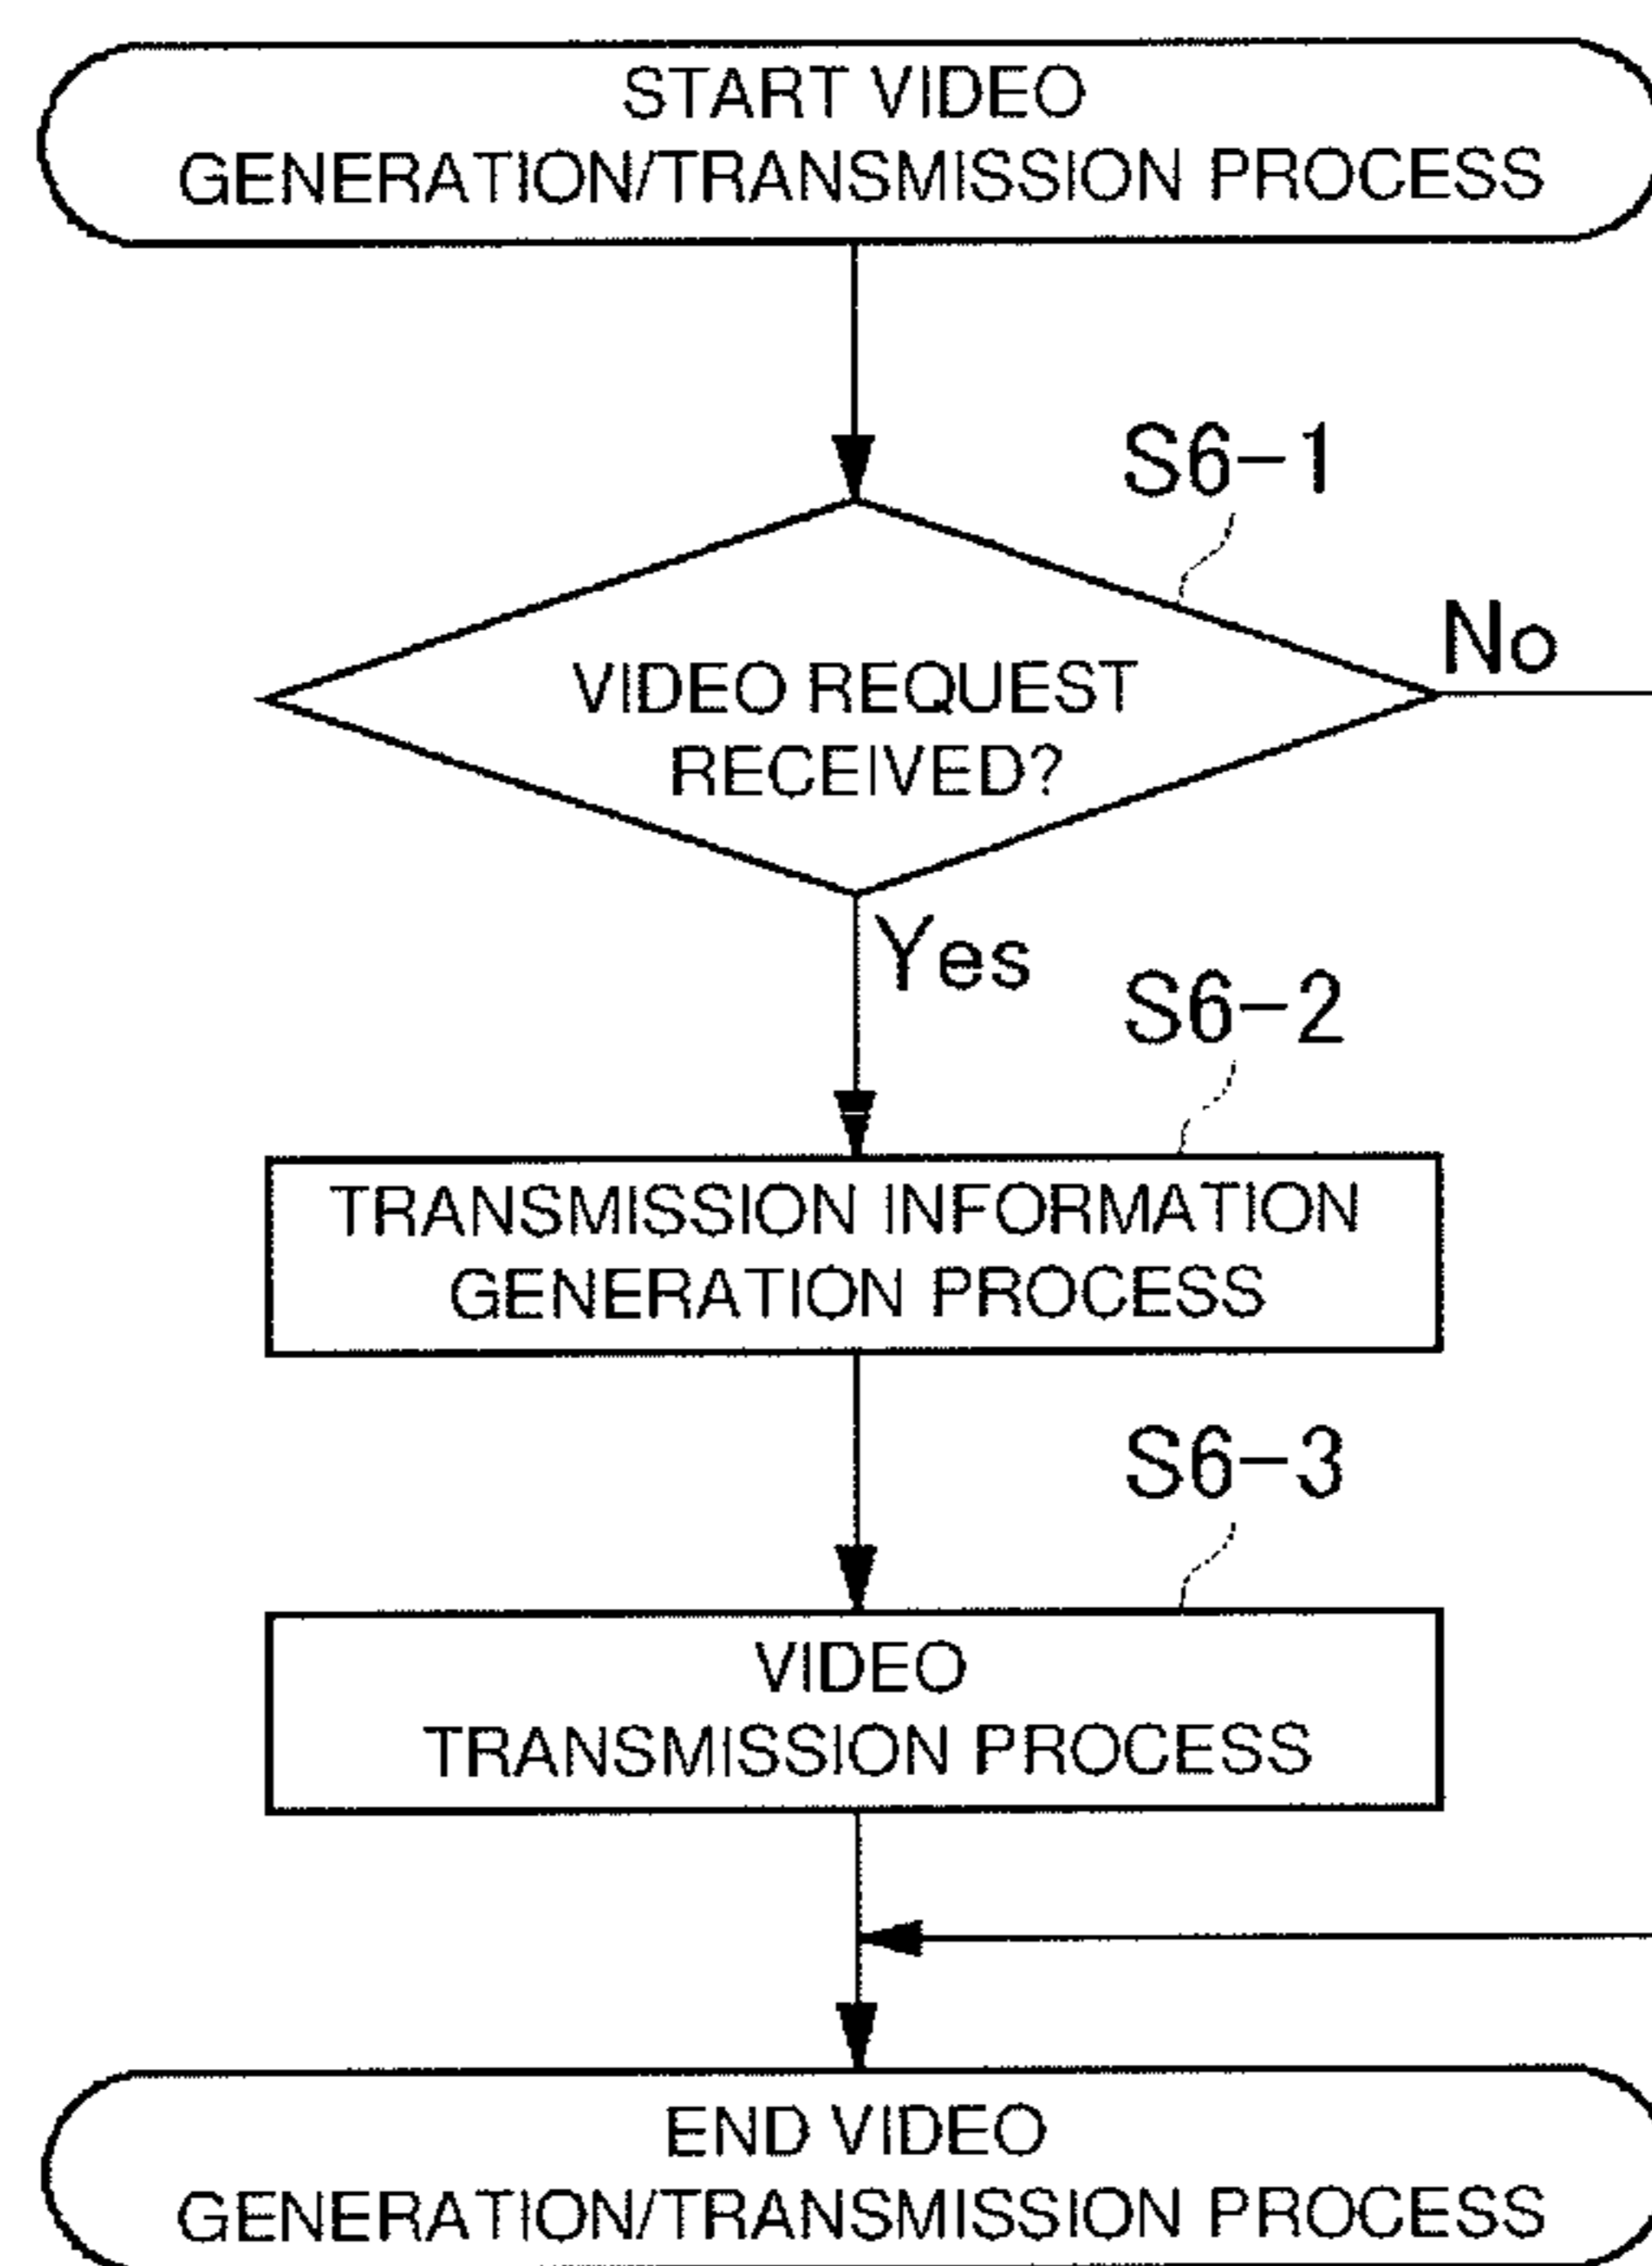 START VIDEO
GENERATION/TRANSMISSION PROCESS
S6-1
No
VIDEO REQUEST
RECEIVED?
Yes
S6-2
TRANSMISSION INFORMATION
GENERATION PROCESS
S6-3
VIDEO
TRANSMISSION PROCESS
END VIDEO
GENERATION/TRANSMISSION PROCESS